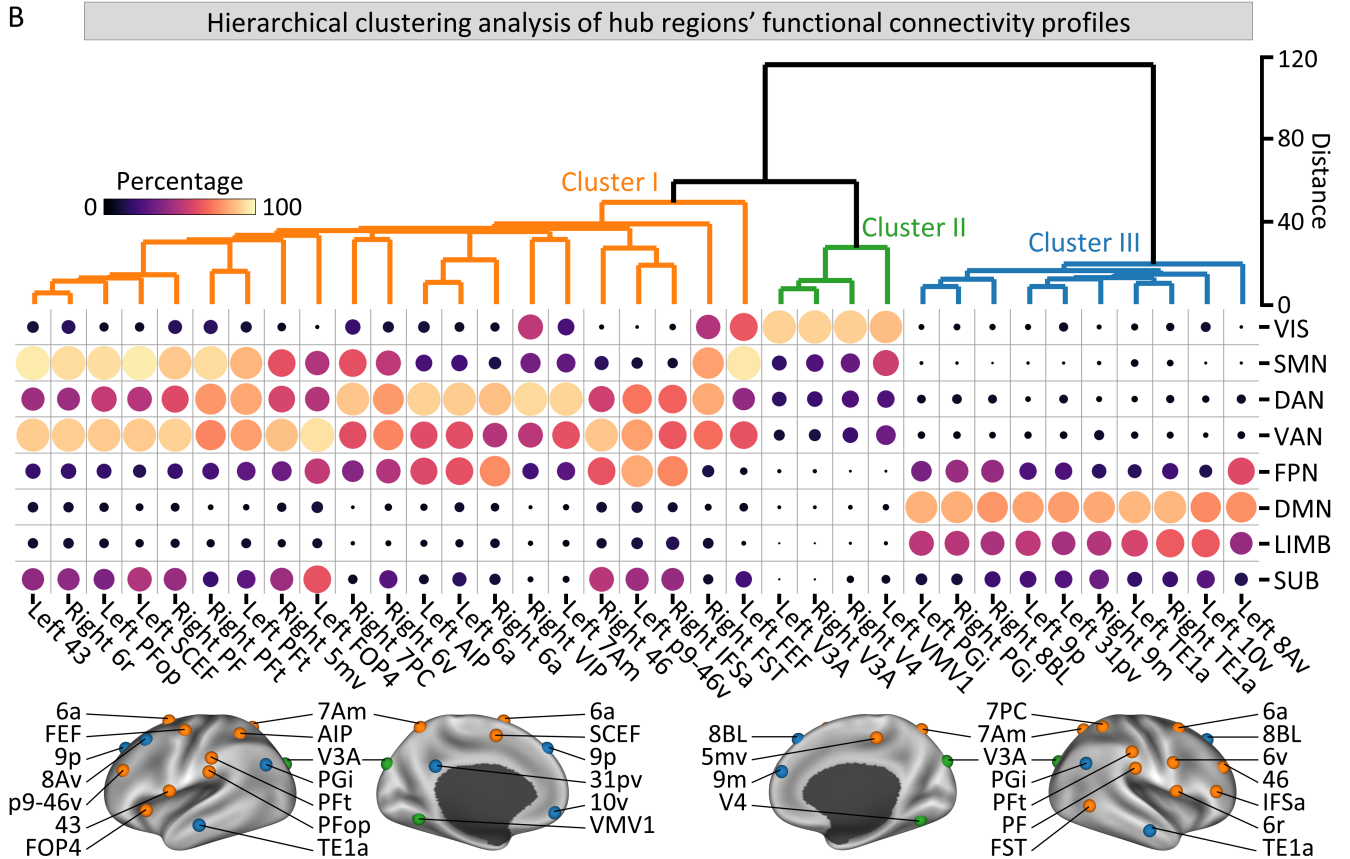 B
Hierarchical clustering analysis of hub regions’ functional connectivity profiles
120
80
40
0
Distance
Percentage
0 100
Cluster I
Cluster II
Cluster III
VIS
SMN
DAN
VAN
FPN
DMN
LIMB
SUB
Left 43
Right 6r
Left PFop
Left SCEF
Right PF
Right PFt
Left PFt
Right 5mv
Left FOP4
Right 7PC
Right 6v
Left AIP
Left 6a
Right 6a
Right VIP
Left 7Am
Right 46
Left p9-46v
Right IFSa
Right FST
Left FEF
Left V3A
Right V3A
Right V4
Left VMV1
Left PGi
Right PGi
Right 8BL
Left 9p
Left 31pv
Right 9m
Left TE1a
Right TE1a
Left 10v
Left 8Av
6a
FEF
9p
8Av
p9-46v
43
FOP4
7Am
AIP
V3A
PGi
PFt
PFop
TE1a
6a
SCEF
9p
31pv
10v
VMV1
8BL
5mv
9m
V4
7PC
7Am
V3A
PGi
PFt
PF
FST
6a
8BL
6v
46
IFSa
6r
TE1a